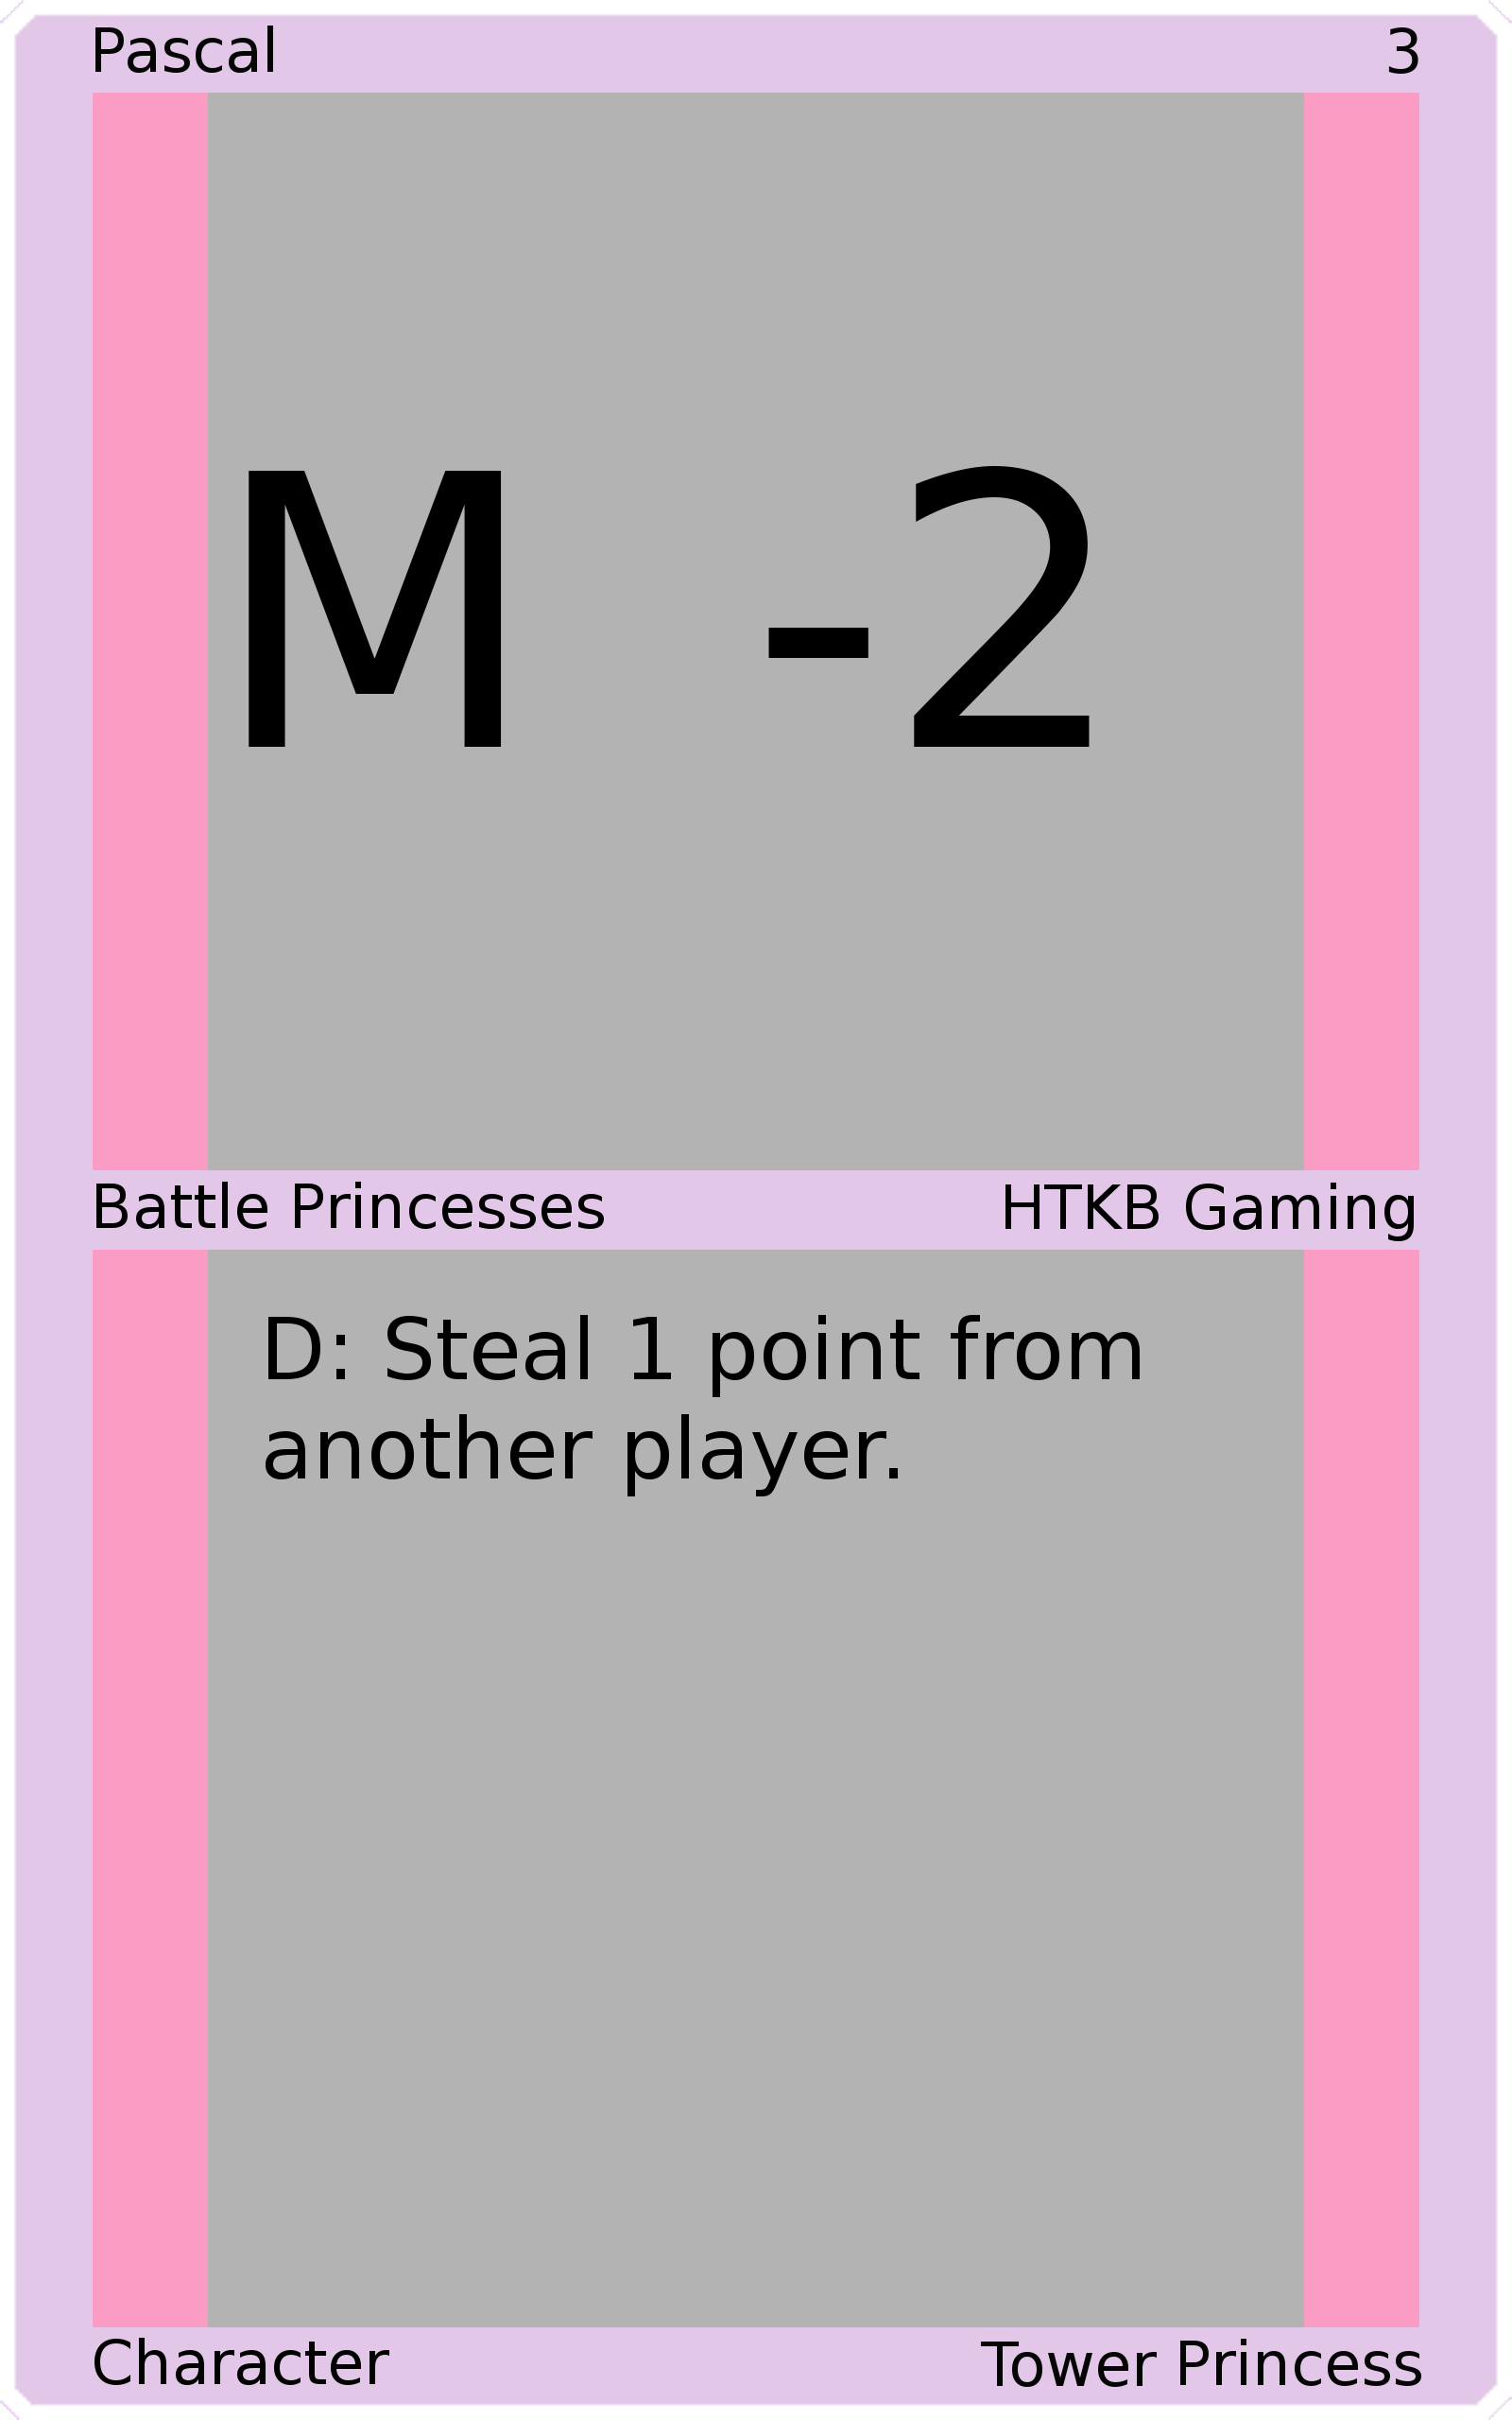 Pascal 3
M -2
Battle Princesses HTKB Gaming
D: Steal 1 point from
another player.
Character Tower Princess